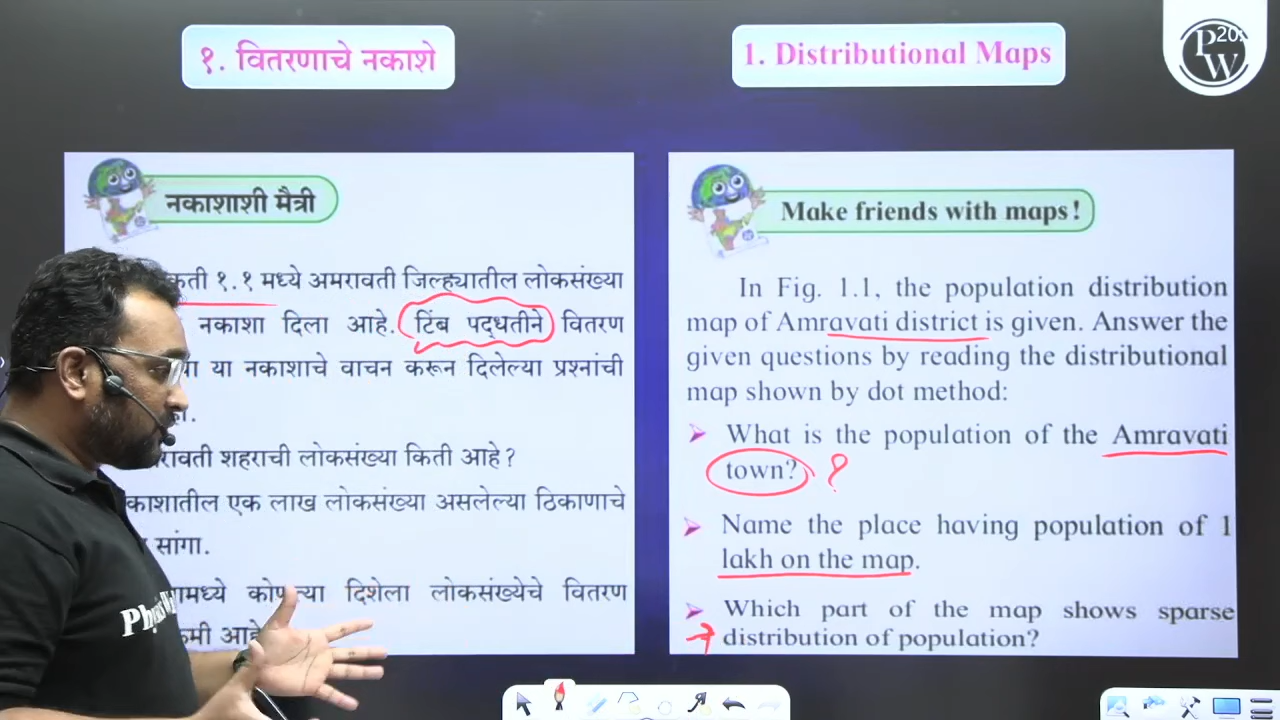 १. वितरणाचे नकाशे
1. Distributional Maps
PW
नकाशाशी मैत्री
१.१ मध्ये अमरावती जिल्ह्यातील लोकसंख्या
नकाशा दिला आहे. टिंब पद्धतीने वितरण
या नकाशाचे वाचन करून दिलेल्या प्रश्नांची
शहराची लोकसंख्या किती आहे?
एक लाख लोकसंख्या असलेल्या ठिकाणाचे
सांगा.
दिशेला लोकसंख्येचे वितरण
आहे
Make friends with maps!
In Fig. 1.1, the population distribution
map of Amravati district is given. Answer the
given questions by reading the distributional
map shown by dot method:
➤ What is the population of the Amravati
town? ?
➤ Name the place having population of 1
lakh on the map.
➤ Which part of the map shows sparse
→ distribution of population?